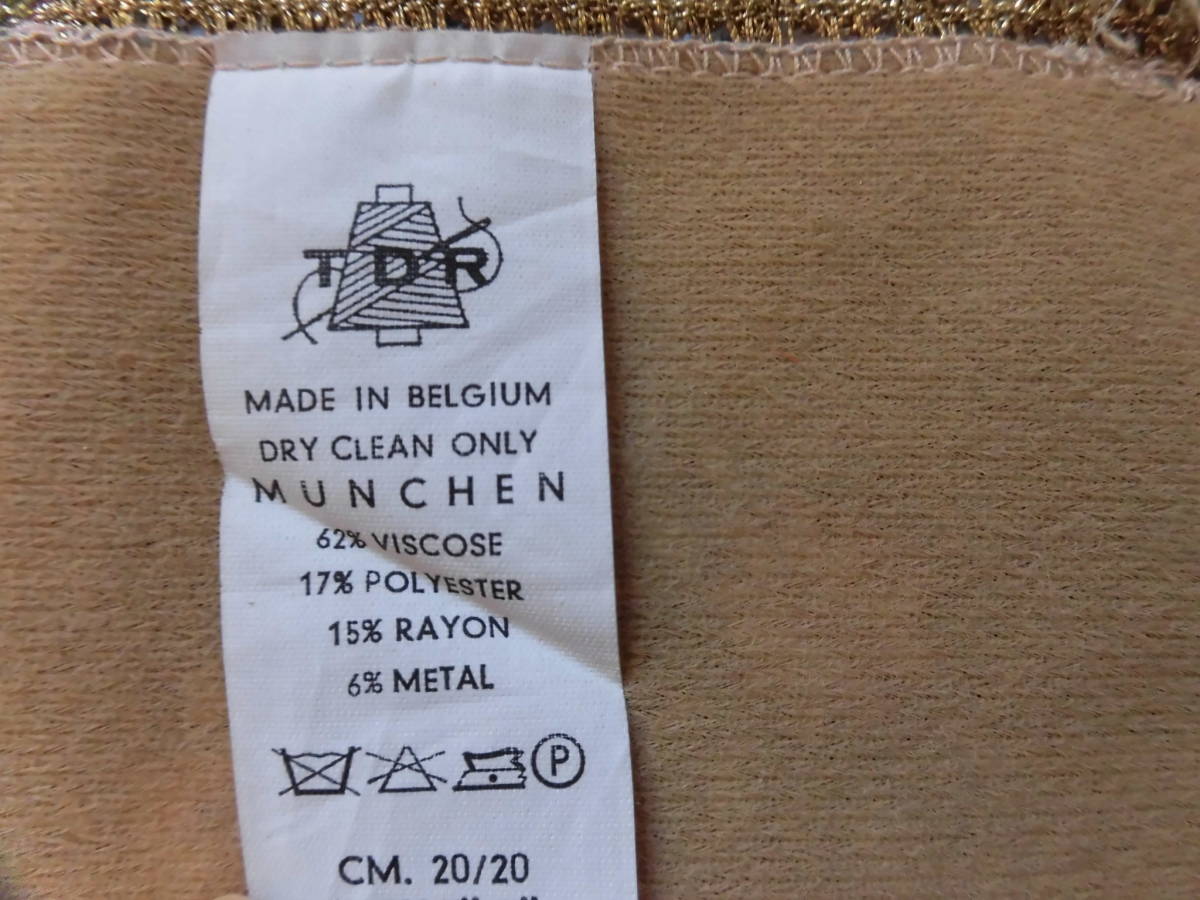 TDR
MADE IN BELGIUM
DRY CLEAN ONLY
MUNCHEN
62% VISCOSE
17% POLYESTER
15% RAYON
6% METAL
P
CM. 20/20